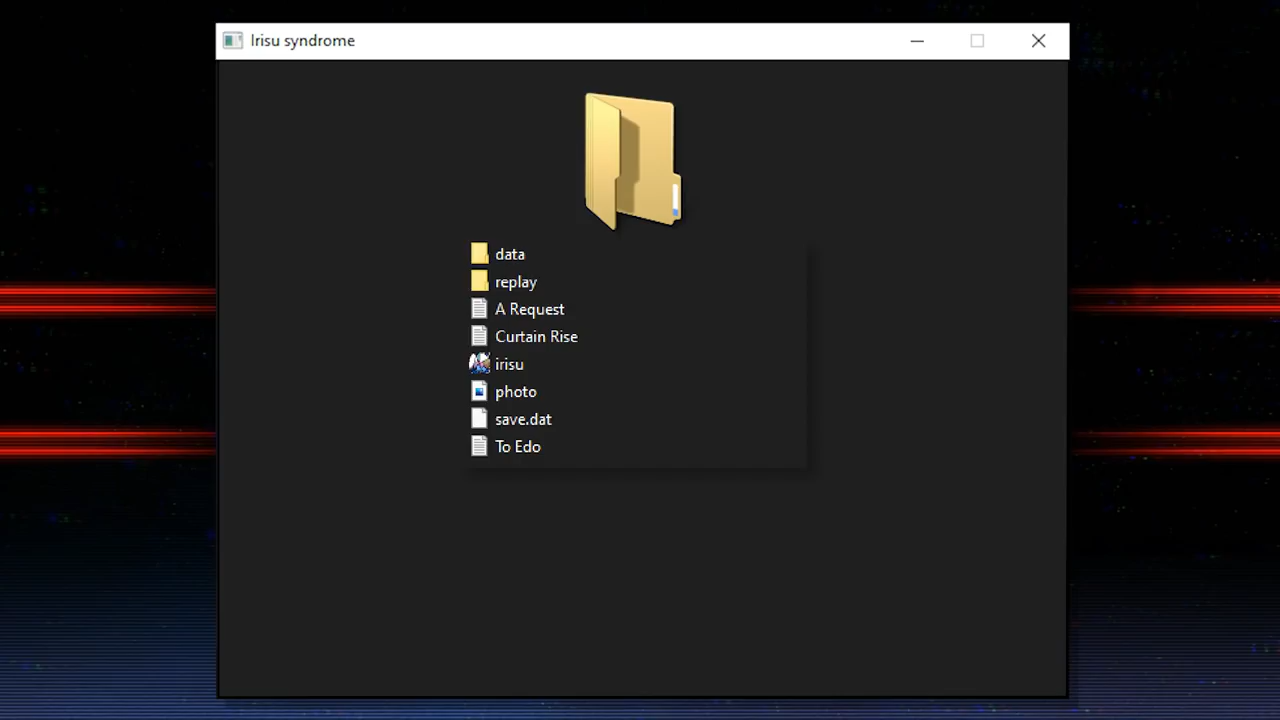 Irisu syndrome
data
replay
A Request
Curtain Rise
irisu
photo
save.dat
To Edo